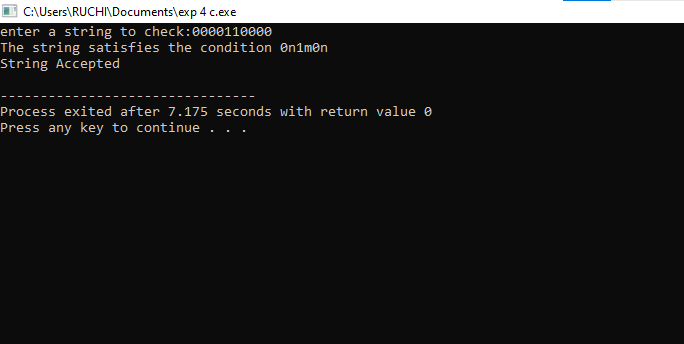 C:\Users\RUCHI\Documents\exp 4 c.exe
enter a string to check:0000110000
The string satisfies the condition 0n1m0n
String Accepted
--------------------------------
Process exited after 7.175 seconds with return value 0
Press any key to continue . . .